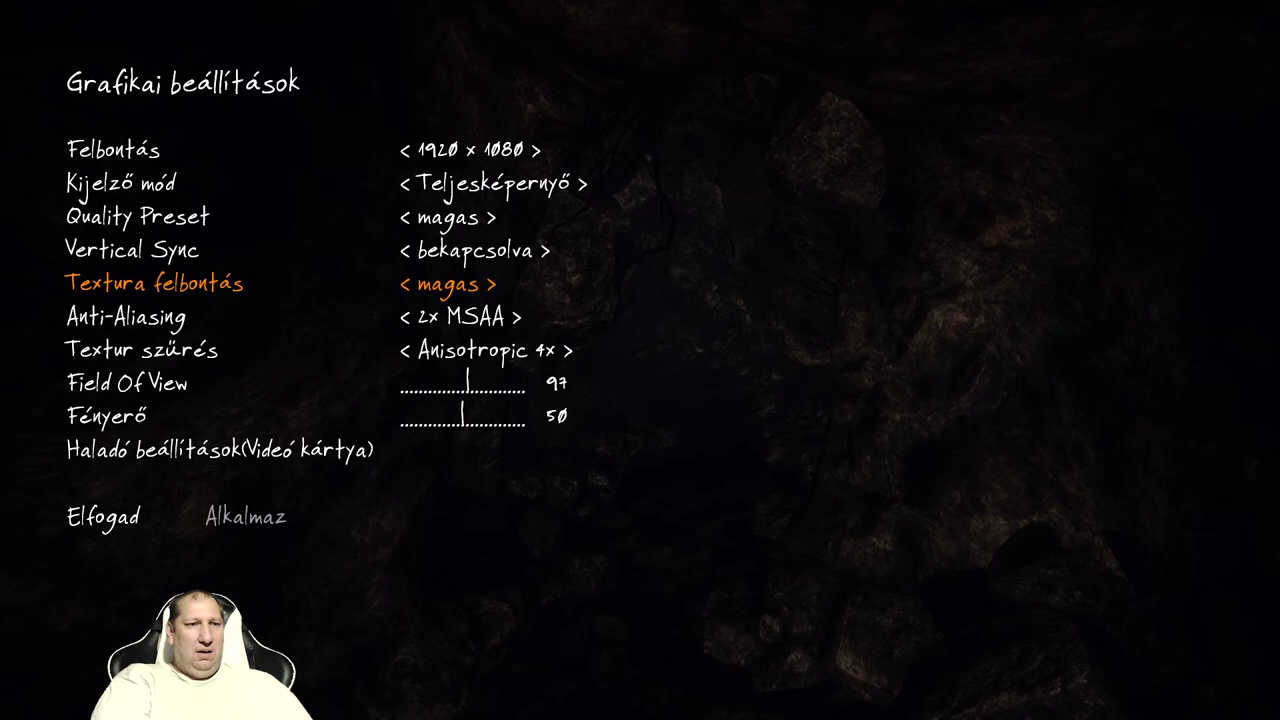 Grafikai beállítások
Felbontás < 1920 x 1080 >
Kijelző mód < Teljesképernyő >
Quality Preset < magas >
Vertical Sync < bekapcsolva >
Textura felbontás < magas >
Anti-Aliasing < 2x MSAA >
Textur szűrés < Anisotropic 4x >
Field Of View 97
Fényerő 50
Haladó beállítások(Videó kártya)
Elfogad Alkalmaz